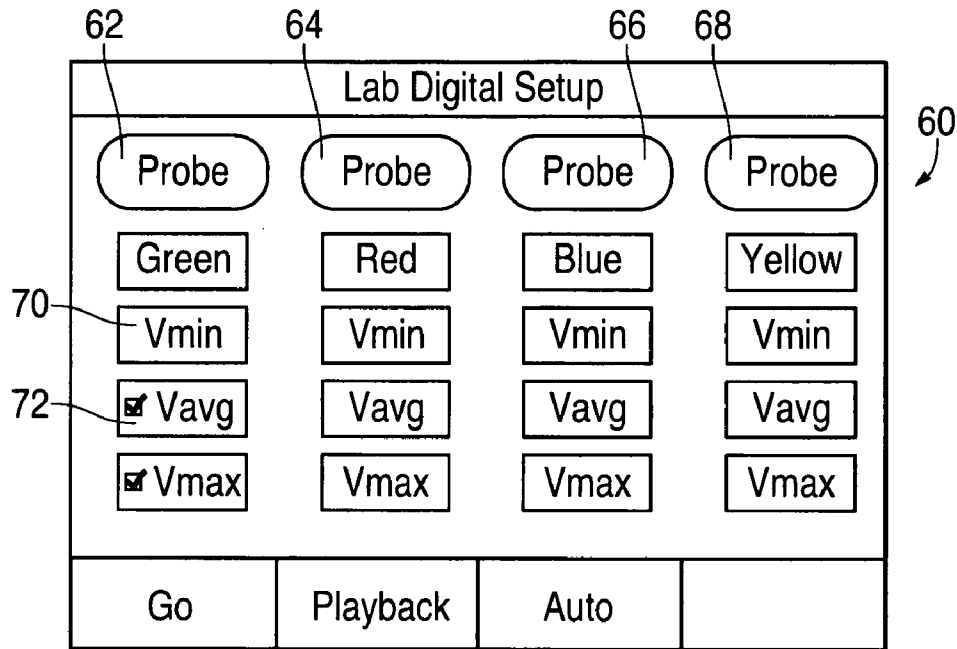 62 64 66 68
Lab Digital Setup
60
Probe Probe Probe Probe
Green Red Blue Yellow
70 Vmin Vmin Vmin Vmin
72 Vavg Vavg Vavg Vavg
Vmax Vmax Vmax Vmax
Go Playback Auto